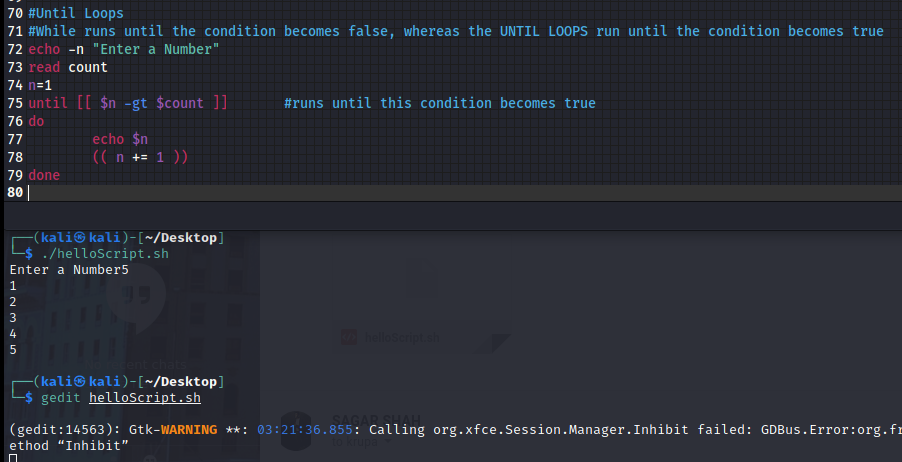 70 #Until Loops
71 #While runs until the condition becomes false, whereas the UNTIL LOOPS run until the condition becomes true
72 echo -n "Enter a Number"
73 read count
74 n=1
75 until [[ $n -gt $count ]] #runs until this condition becomes true
76 do
77 echo $n
78 (( n += 1 ))
79 done
80
┌──(kali㉿kali)-[~/Desktop]
└─$ ./helloScript.sh
Enter a Number5
1
2
3
4
5
helloScript.sh
┌──(kali㉿kali)-[~/Desktop]
└─$ gedit helloScript.sh
SAGAR SHAH
(gedit:14563): Gtk-WARNING **: 03:21:36.855: Calling org.xfce.Session.Manager.Inhibit failed: GDBus.Error:org.fr
ethod “Inhibit”